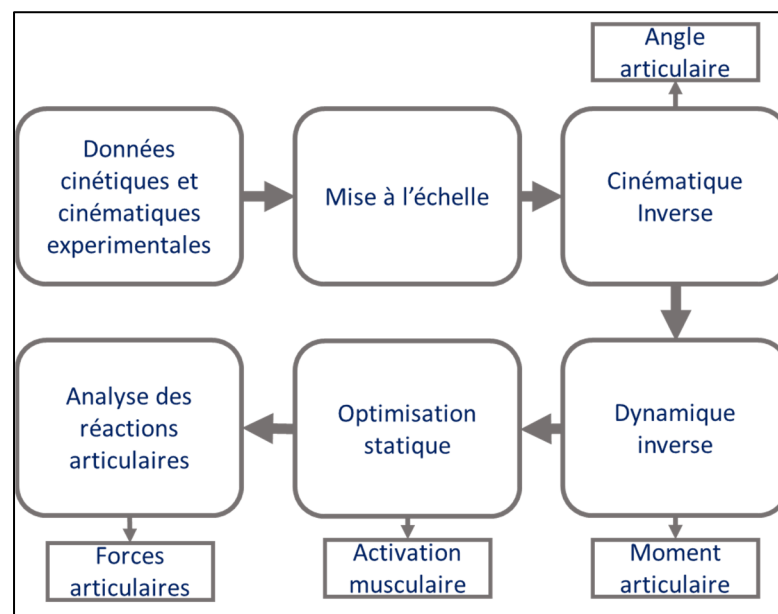 Angle
articulaire
Données
cinétiques et
cinématiques
experimentales
Mise à l'échelle
Cinématique
Inverse
Analyse des
réactions
articulaires
Optimisation
statique
Dynamique
inverse
Forces
articulaires
Activation
musculaire
Moment
articulaire